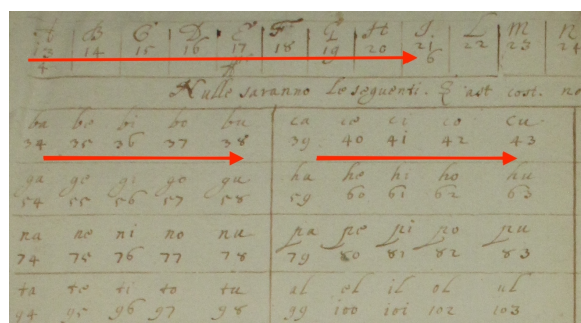 A B C D E F G H I L M N
13 14 15 16 17 18 19 20 21 22 23 24
4 6
Nulle saranno le seguenti.
ba be bi bo bu ca ce ci co cu
34 35 36 37 38 39 40 41 42 43
ga ge gi go gu ha he hi ho hu
54 55 56 57 58 59 60 61 62 63
na ne ni no nu pa pe pi po pu
74 75 76 77 78 79 80 81 82 83
ta te ti to tu al el il ol ul
94 95 96 97 98 99 100 101 102 103